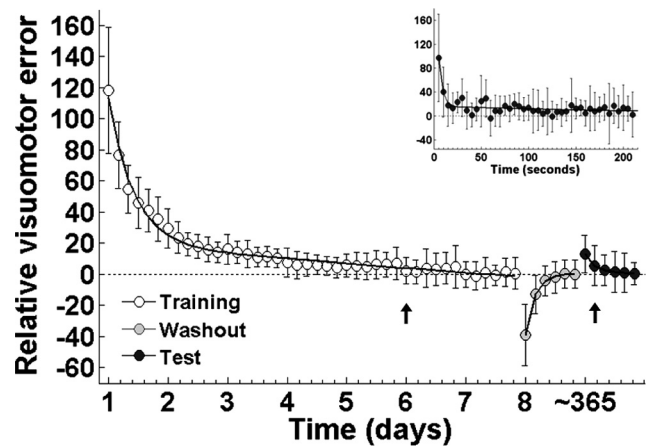 Relative visuomotor error
160
140
120
100
80
60
40
20
0
-20
-40
-60
160
120
80
40
0
-40
0 50 100 150 200
Time (seconds)
Training
Washout
Test
1 2 3 4 5 6 7 8 ~365
Time (days)